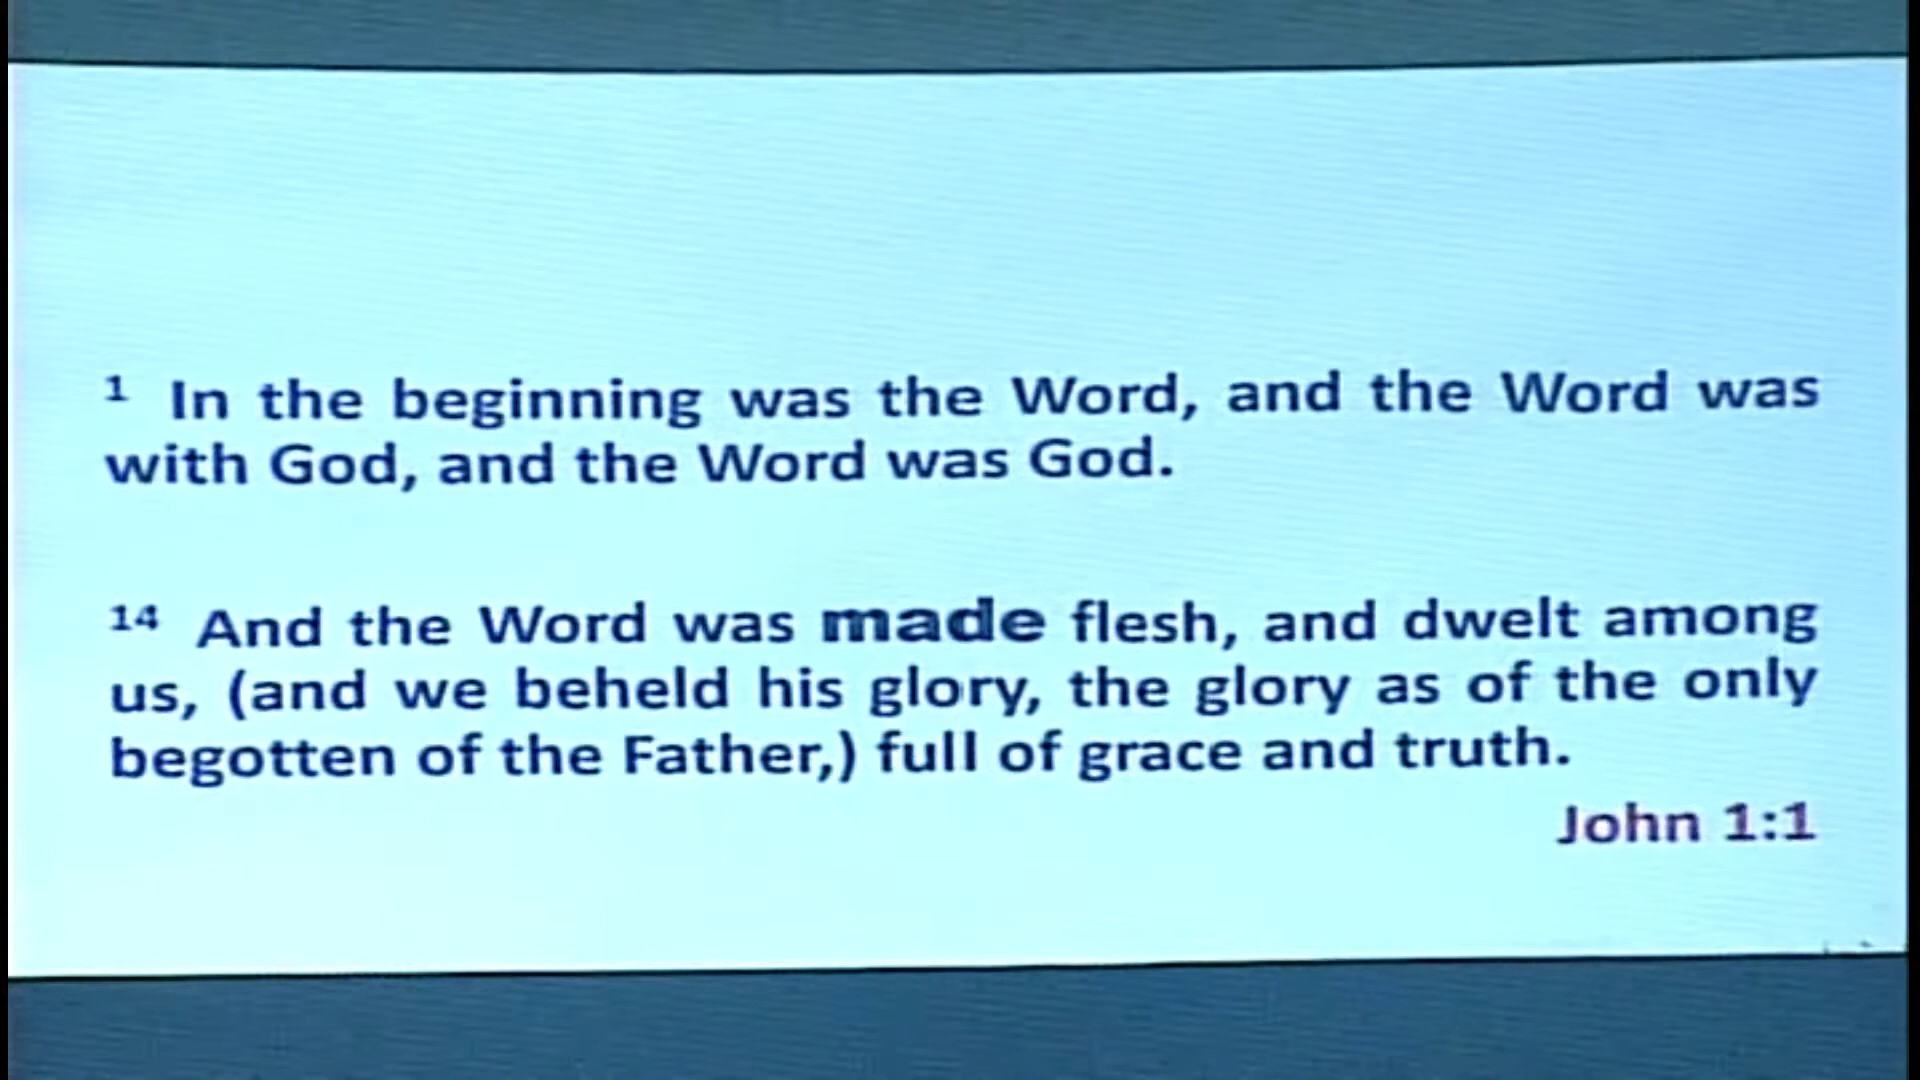 1 In the beginning was the Word, and the Word was
with God, and the Word was God.
14 And the Word was made flesh, and dwelt among
us, (and we beheld his glory, the glory as of the only
begotten of the Father,) full of grace and truth.
John 1:1